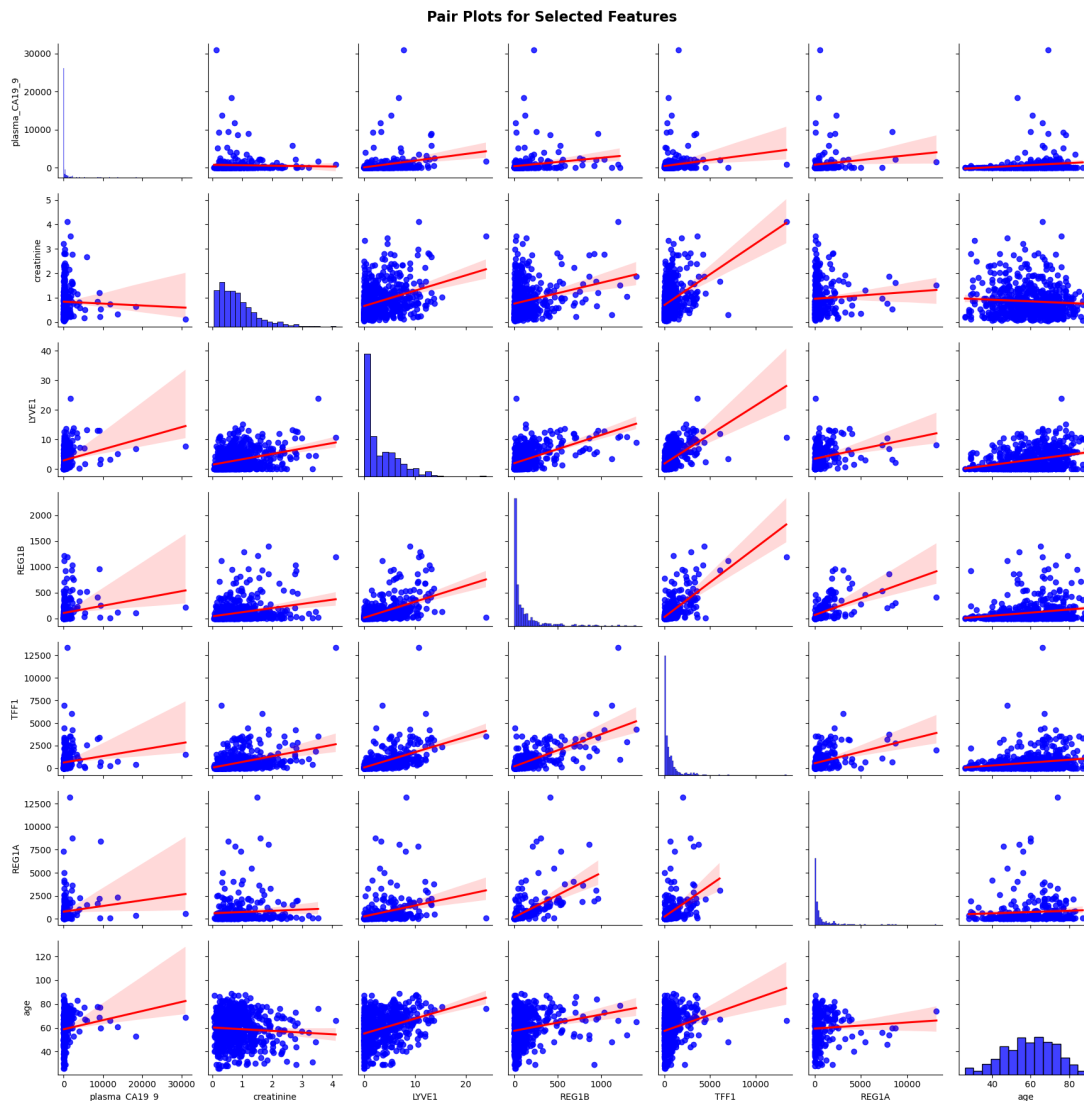 Pair Plots for Selected Features
30000
20000
10000
0
plasma_CA19_9
5
4
3
2
1
0
creatinine
40
30
20
10
0
LYVE1
2000
1500
1000
500
0
REG1B
12500
10000
7500
5000
2500
0
TFF1
12500
10000
7500
5000
2500
0
REG1A
120
100
80
60
40
age
0 10000 20000 30000
plasma_CA19_9
0 1 2 3 4
creatinine
0 10 20
LYVE1
0 500 1000
REG1B
0 5000 10000
TFF1
0 5000 10000
REG1A
40 60 80
age